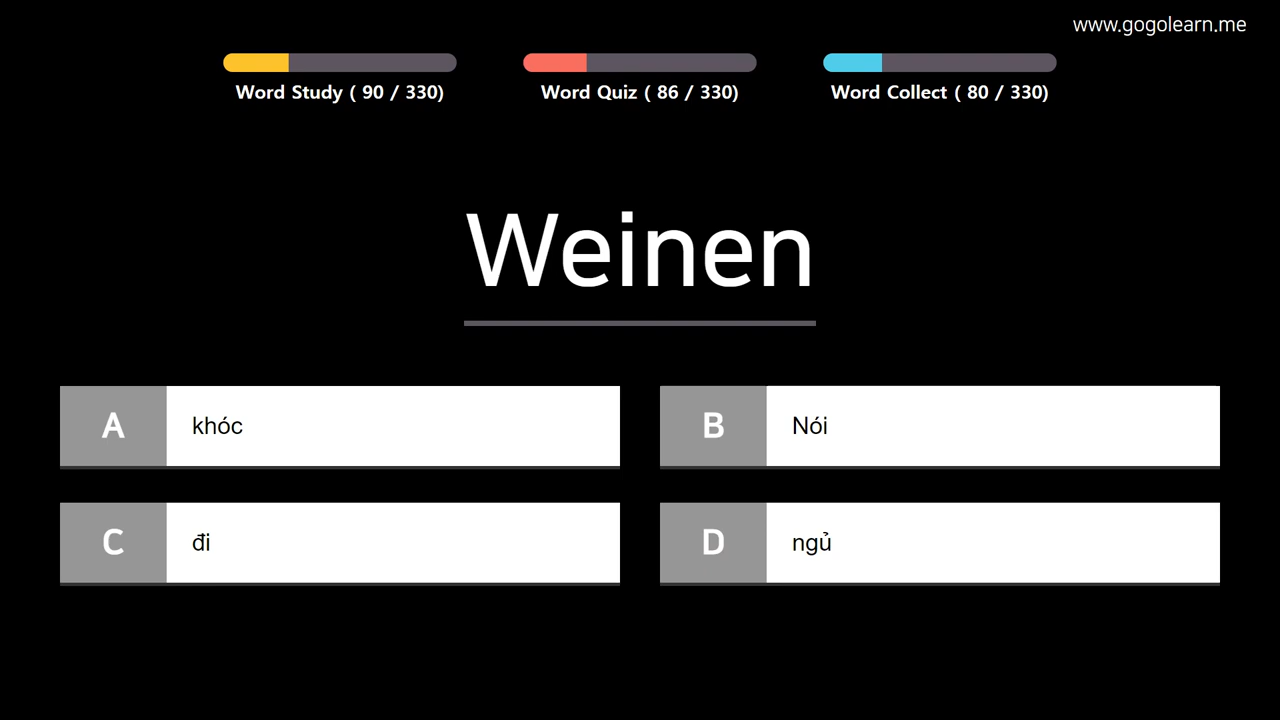 www.gogolearn.me
Word Study ( 90 / 330)
Word Quiz ( 86 / 330)
Word Collect ( 80 / 330)
Weinen
A khóc
B Nói
C đi
D ngủ